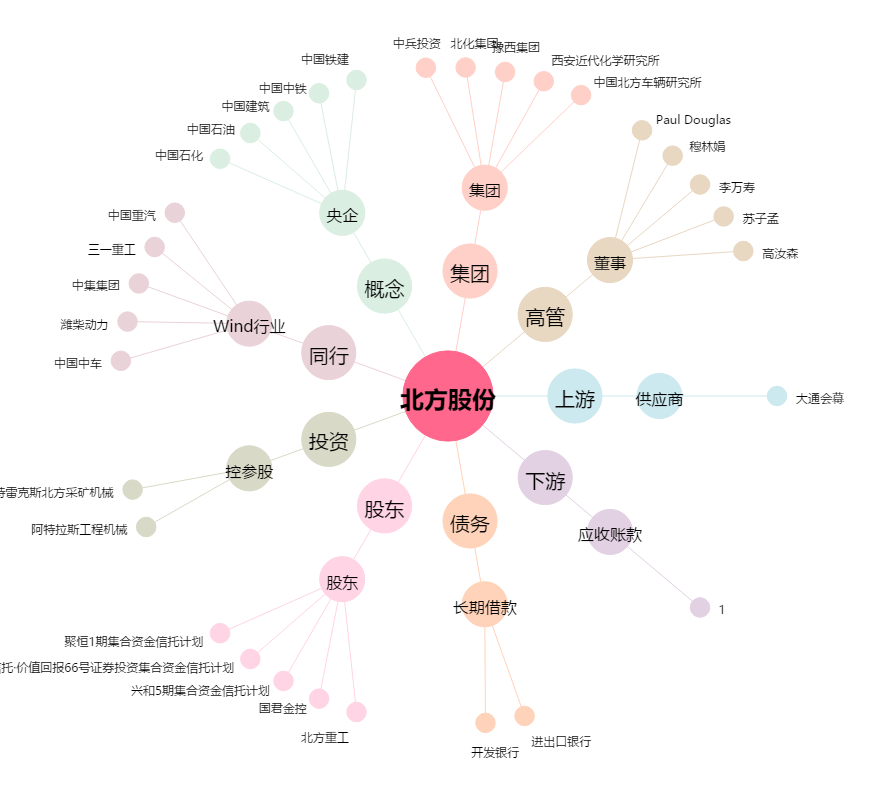 中国铁建
中国中铁
中国建筑
中国石油
中国石化
央企
概念
中兵投资
北化集团
豫西集团
西安近代化学研究所
中国北方车辆研究所
集团
集团
Paul Douglas
穆林娟
李万寿
苏子孟
高汝森
董事
高管
中国重汽
三一重工
中集集团
潍柴动力
中国中车
Wind行业
同行
北方股份
上游
供应商
大通会幕
投资
控参股
特雷克斯北方采矿机械
阿特拉斯工程机械
下游
应收账款
1
股东
股东
聚恒1期集合资金信托计划
信托·价值回报66号证券投资集合资金信托计划
兴和5期集合资金信托计划
国君金控
北方重工
债务
长期借款
开发银行
进出口银行